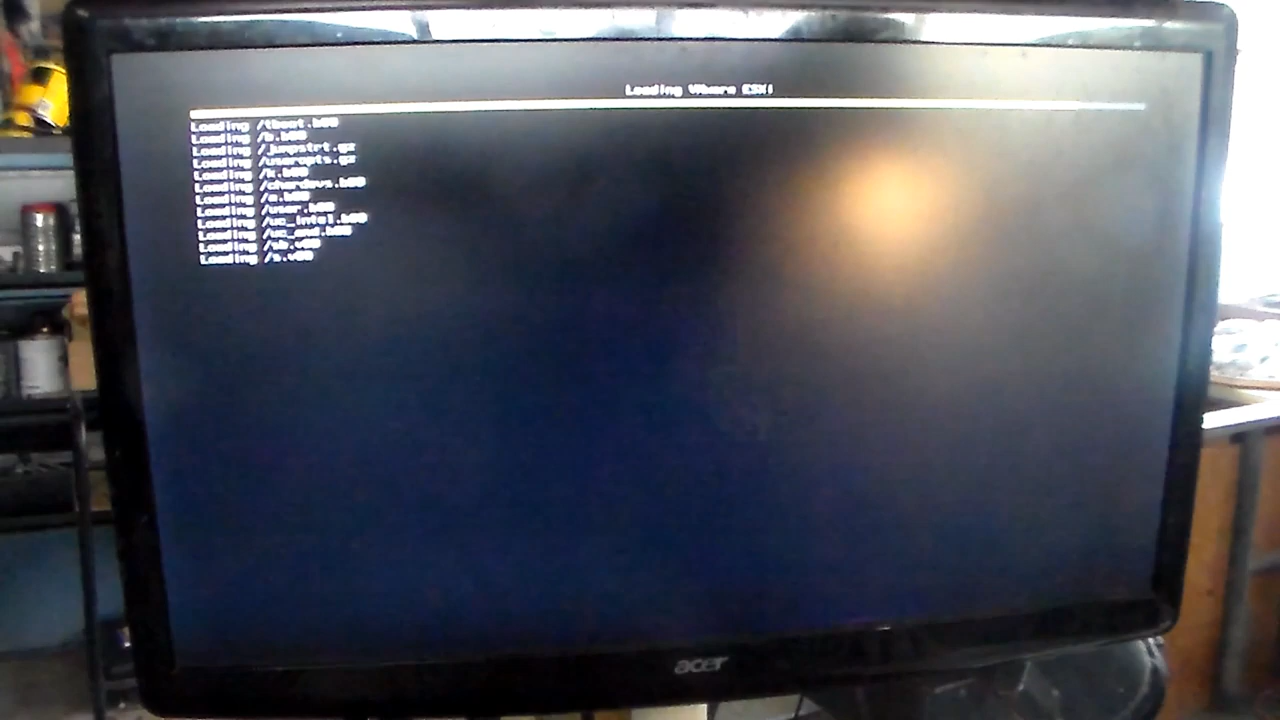 Loading VMware ESXi
Loading /tboot.b00
Loading /b.b00
Loading /jumpstrt.gz
Loading /useropts.gz
Loading /k.b00
Loading /chardevs.b00
Loading /a.b00
Loading /user.b00
Loading /uc_intel.b00
Loading /uc_amd.b00
Loading /sb.v00
Loading /s.v00
acer